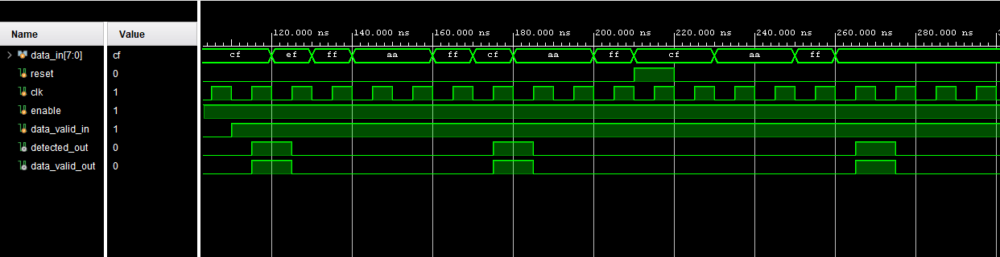 Name Value
120.000 ns 140.000 ns 160.000 ns 180.000 ns 200.000 ns 220.000 ns 240.000 ns 260.000 ns 280.000 ns
data_in[7:0] cf cf ef ff aa ff cf aa ff cf aa ff
reset 0
clk 1
enable 1
data_valid_in 1
detected_out 0
data_valid_out 0